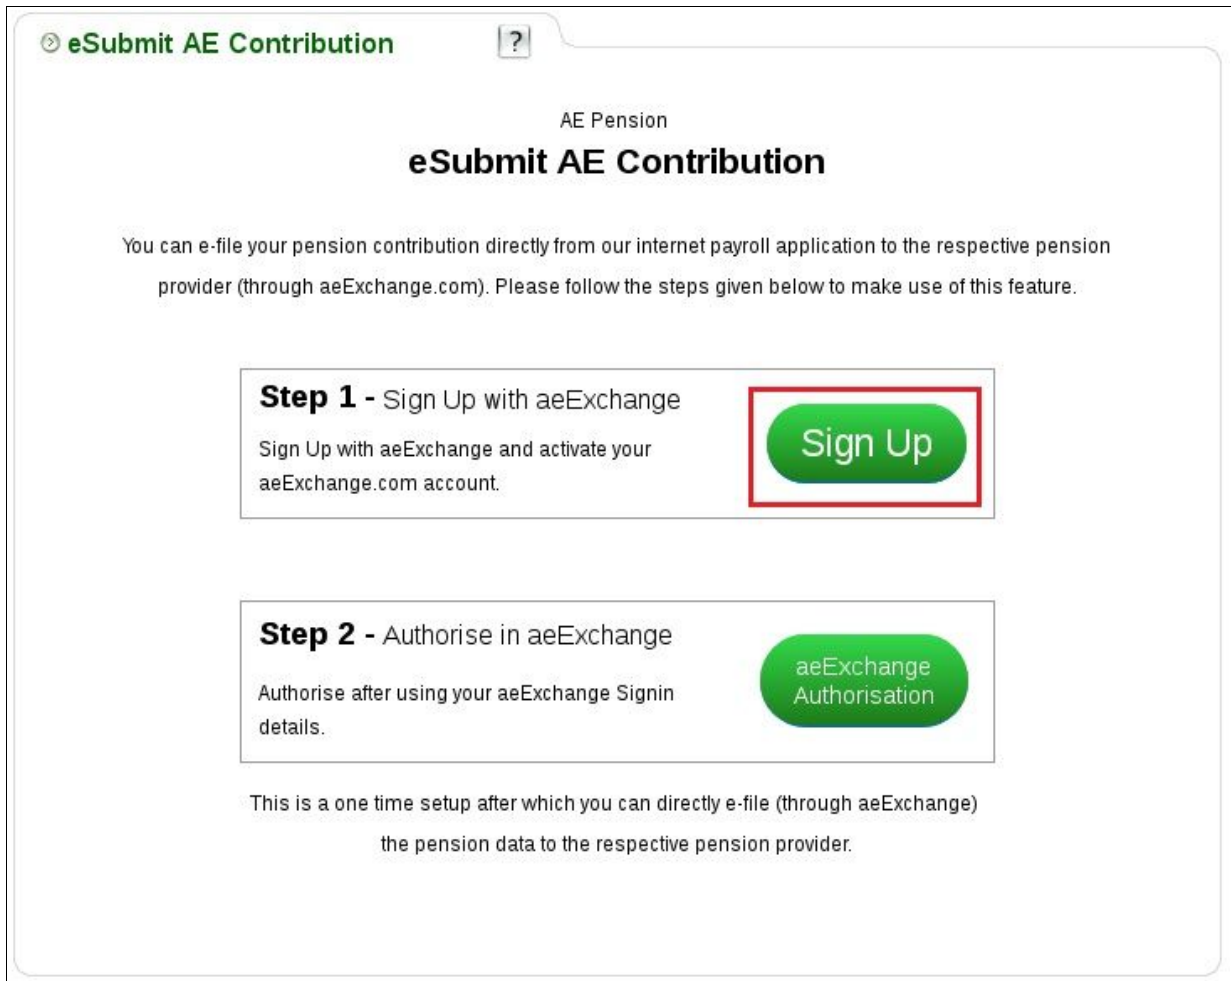 eSubmit AE Contribution ?
AE Pension
eSubmit AE Contribution
You can e-file your pension contribution directly from our internet payroll application to the respective pension
provider (through aeExchange.com). Please follow the steps given below to make use of this feature.
Step 1 - Sign Up with aeExchange
Sign Up with aeExchange and activate your
aeExchange.com account.
Sign Up
Step 2 - Authorise in aeExchange
Authorise after using your aeExchange Signin
details.
aeExchange
Authorisation
This is a one time setup after which you can directly e-file (through aeExchange)
the pension data to the respective pension provider.